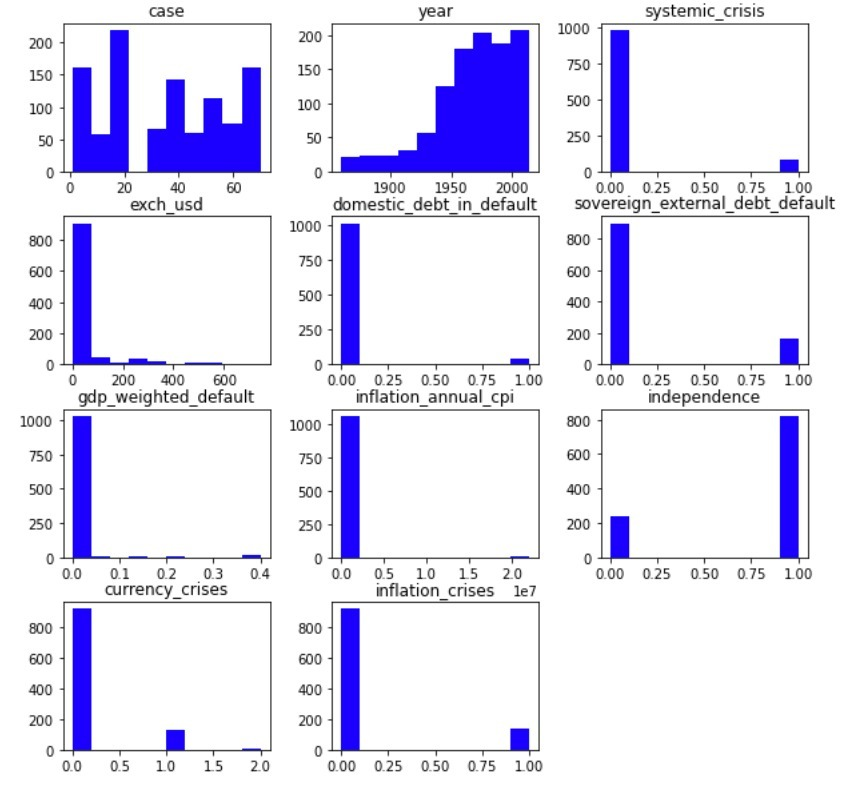 case year systemic_crisis
200 200 1000
150 150 750
100 100 500
50 50 250
0 0 0
0 20 40 60 1900 1950 2000 0.00 0.25 0.50 0.75 1.00
exch_usd domestic_debt_in_default sovereign_external_debt_default
800 1000 800
600 750 600
400 500 400
200 250 200
0 0 0
0 200 400 600 0.00 0.25 0.50 0.75 1.00 0.00 0.25 0.50 0.75 1.00
gdp_weighted_default inflation_annual_cpi independence
1000 1000 800
750 750 600
500 500 400
250 250 200
0 0 0
0.0 0.1 0.2 0.3 0.4 0.0 0.5 1.0 1.5 2.0 0.00 0.25 0.50 0.75 1.00
currency_crises inflation_crises 1e7
800 800
600 600
400 400
200 200
0 0
0.0 0.5 1.0 1.5 2.0 0.00 0.25 0.50 0.75 1.00